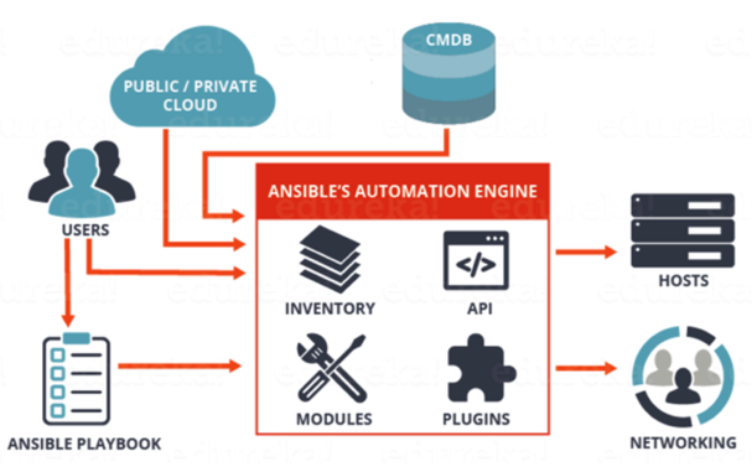 CMDB
PUBLIC / PRIVATE
CLOUD
ANSIBLE'S AUTOMATION ENGINE
USERS
INVENTORY
API
HOSTS
MODULES
PLUGINS
ANSIBLE PLAYBOOK
NETWORKING
edureka!